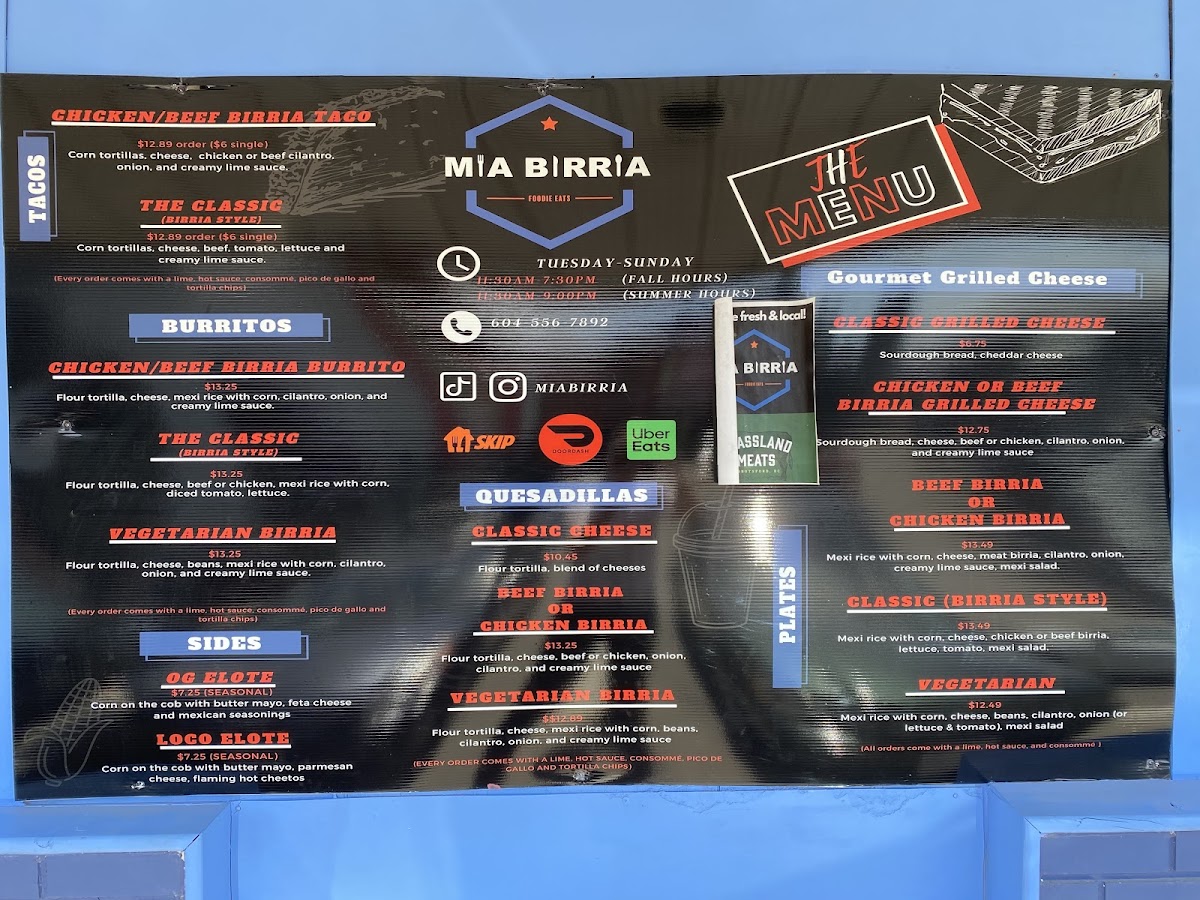 TACOS
CHICKEN/BEEF BIRRIA TACO
$12.89 order ($6 single)
Corn tortillas, cheese, chicken or beef cilantro,
onion, and creamy lime sauce.
THE CLASSIC
(BIRRIA STYLE)
$12.89 order ($6 single)
Corn tortillas, cheese, beef, tomato, lettuce and
creamy lime sauce.
(Every order comes with a lime, hot sauce, consommé, pico de gallo and
tortilla chips)
BURRITOS
CHICKEN/BEEF BIRRIA BURRITO
$13.25
Flour tortilla, cheese, mexi rice with corn, cilantro, onion, and
creamy lime sauce.
THE CLASSIC
(BIRRIA STYLE)
$13.25
Flour tortilla, cheese, beef or chicken, mexi rice with corn,
diced tomato, lettuce.
VEGETARIAN BIRRIA
$13.25
Flour tortilla, cheese, beans, mexi rice with corn, cilantro,
onion, and creamy lime sauce.
(Every order comes with a lime, hot sauce, consommé, pico de gallo and
tortilla chips)
SIDES
OG ELOTE
$7.25 (SEASONAL)
Corn on the cob with butter mayo, feta cheese
and mexican seasonings
LOCO ELOTE
$7.25 (SEASONAL)
Corn on the cob with butter mayo, parmesan
cheese, flaming hot cheetos
MIA BIRRIA
FOODIE EATS
TUESDAY-SUNDAY
11:30AM 7:30PM (FALL HOURS)
11:30AM 9:00PM (SUMMER HOURS)
604 556 7892
MIABIRRIA
SKIP
DOORDASH
Uber
Eats
QUESADILLAS
CLASSIC CHEESE
$10.45
Flour tortilla, blend of cheeses
BEEF BIRRIA
OR
CHICKEN BIRRIA
$13.25
Flour tortilla, cheese, beef or chicken, onion,
cilantro, and creamy lime sauce
VEGETARIAN BIRRIA
$$12.89
Flour tortilla, cheese, mexi rice with corn, beans,
cilantro, onion, and creamy lime sauce
(EVERY ORDER COMES WITH A LIME, HOT SAUCE, CONSOMMÉ, PICO DE
GALLO AND TORTILLA CHIPS)
e fresh & local!
A BIRRIA
FOODIE EATS
ASSLAND
MEATS
THE
MENU
Gourmet Grilled Cheese
CLASSIC GRILLED CHEESE
$6.75
Sourdough bread, cheddar cheese
CHICKEN OR BEEF
BIRRIA GRILLED CHEESE
$12.75
Sourdough bread, cheese, beef or chicken, cilantro, onion,
and creamy lime sauce
PLATES
BEEF BIRRIA
OR
CHICKEN BIRRIA
$13.49
Mexi rice with corn, cheese, meat birria, cilantro, onion,
creamy lime sauce, mexi salad.
CLASSIC (BIRRIA STYLE)
$13.49
Mexi rice with corn, cheese, chicken or beef birria,
lettuce, tomato, mexi salad.
VEGETARIAN
$12.49
Mexi rice with corn, cheese, beans, cilantro, onion (or
lettuce & tomato), mexi salad
(All orders come with a lime, hot sauce, and consommé )